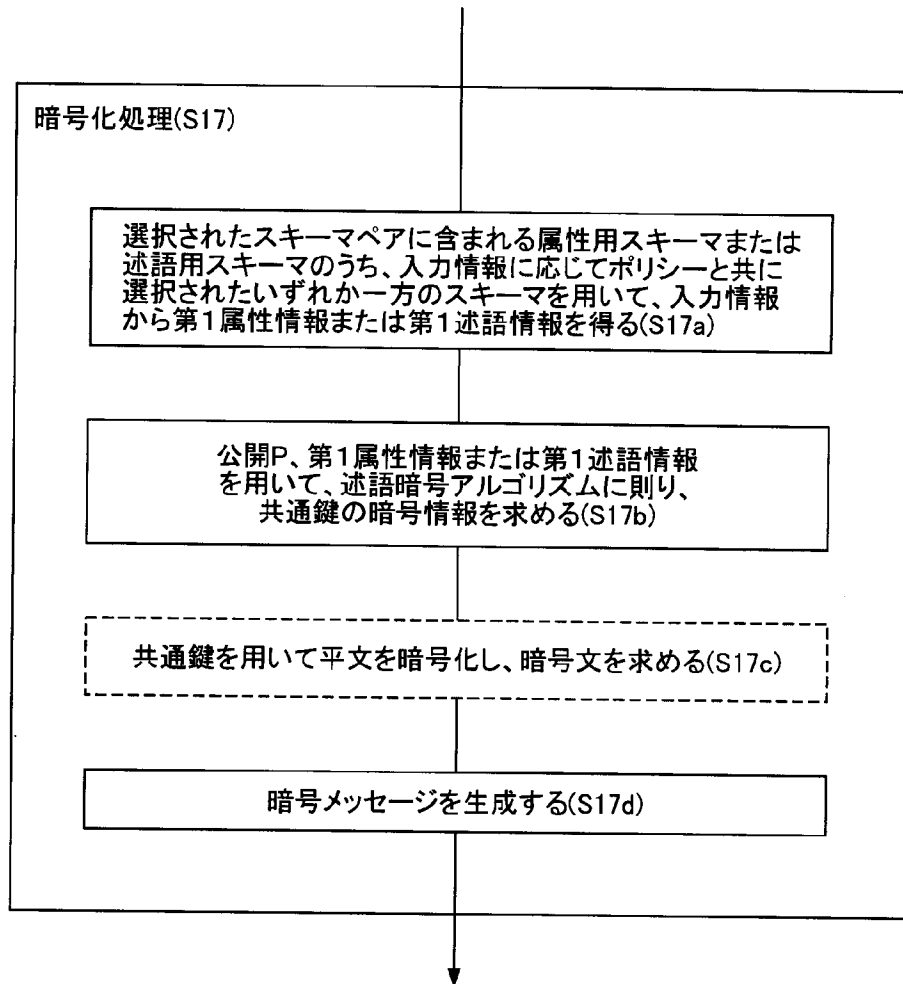 暗号化処理(S17)
選択されたスキーマペアに含まれる属性用スキーマまたは
述語用スキーマのうち、入力情報に応じてポリシーと共に
選択されたいずれか一方のスキーマを用いて、入力情報
から第1属性情報または第1述語情報を得る(S17a)
公開P、第1属性情報または第1述語情報
を用いて、述語暗号アルゴリズムに則り、
共通鍵の暗号情報を求める(S17b)
共通鍵を用いて平文を暗号化し、暗号文を求める(S17c)
暗号メッセージを生成する(S17d)